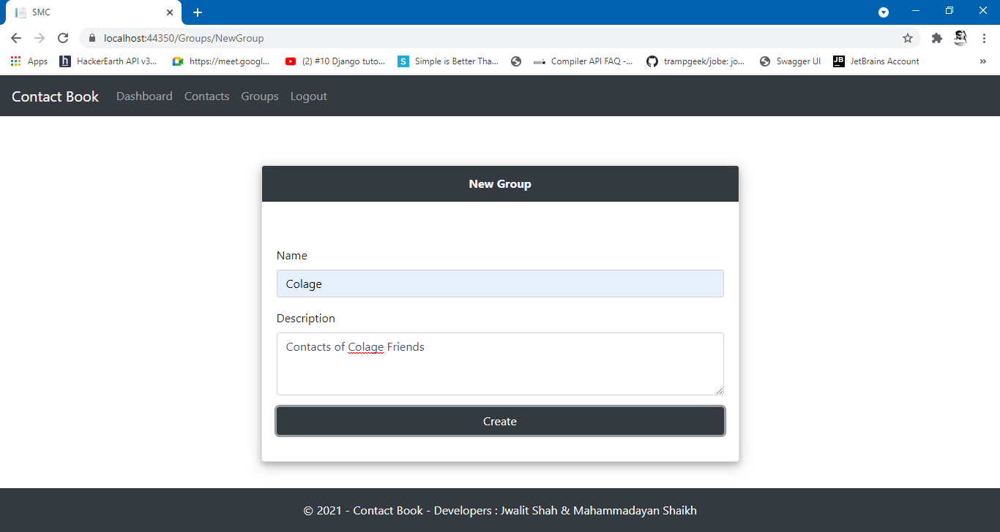 SMC
localhost:44350/Groups/NewGroup
Apps HackerEarth API v3... https://meet.googl... (2) #10 Django tuto... Simple is Better Tha... Compiler API FAQ -... trampgeek/jobe: jo... Swagger UI JetBrains Account »
Contact Book Dashboard Contacts Groups Logout
New Group
Name
Colage
Description
Contacts of Colage Friends
Create
© 2021 - Contact Book - Developers : Jwalit Shah & Mahammadayan Shaikh